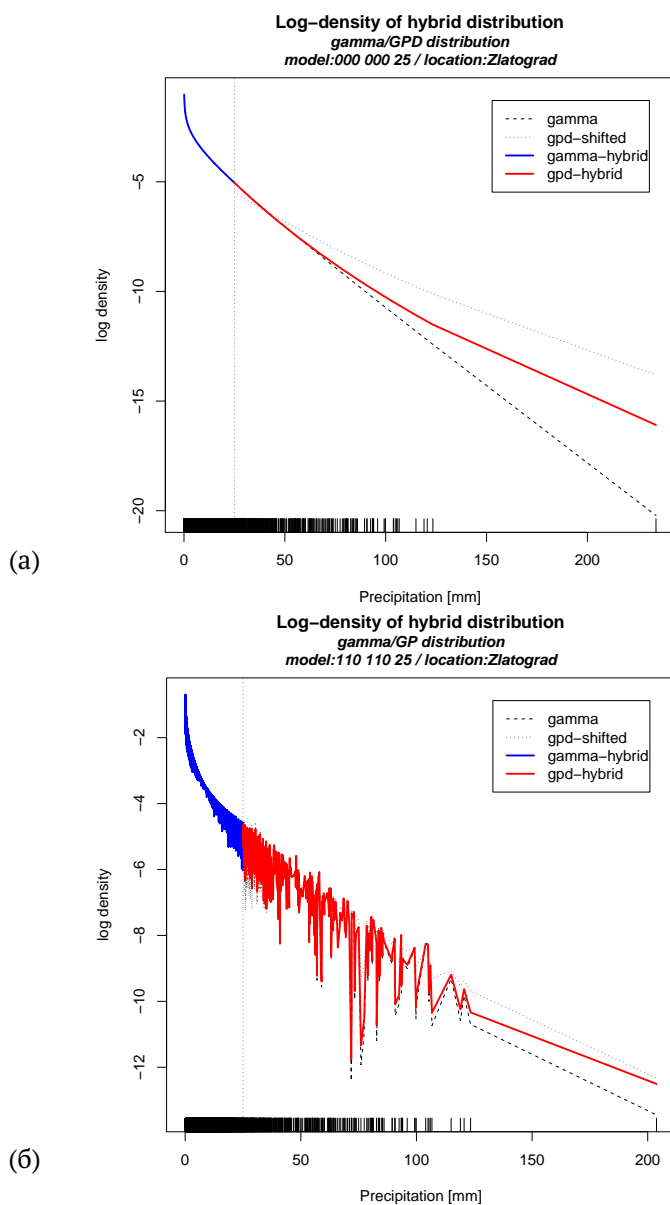 Log−density of hybrid distribution
gamma/GPD distribution
model:000 000 25 / location:Zlatograd
gamma
gpd−shifted
gamma−hybrid
gpd−hybrid
log density
−5
−10
−15
−20
0 50 100 150 200
Precipitation [mm]
(а)
Log−density of hybrid distribution
gamma/GP distribution
model:110 110 25 / location:Zlatograd
gamma
gpd−shifted
gamma−hybrid
gpd−hybrid
log density
−2
−4
−6
−8
−10
−12
0 50 100 150 200
Precipitation [mm]
(б)